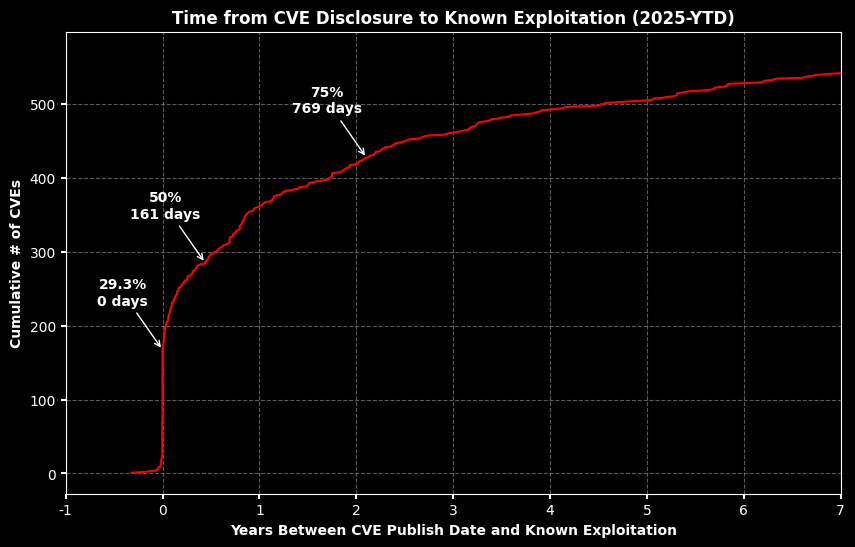 Time from CVE Disclosure to Known Exploitation (2025-YTD)
Cumulative # of CVEs
500
400
300
200
100
0
75%
769 days
50%
161 days
29.3%
0 days
-1 0 1 2 3 4 5 6 7
Years Between CVE Publish Date and Known Exploitation